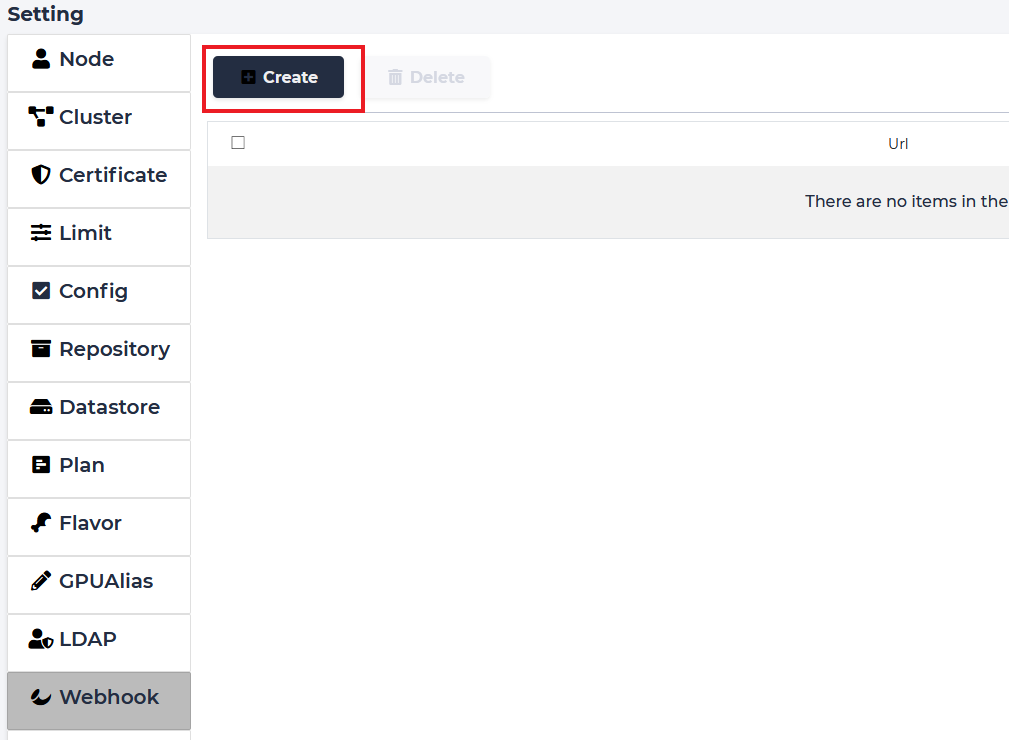 Setting
Node
Cluster
Certificate
Limit
Config
Repository
Datastore
Plan
Flavor
GPUAlias
LDAP
Webhook
Create Delete
Url
There are no items in the